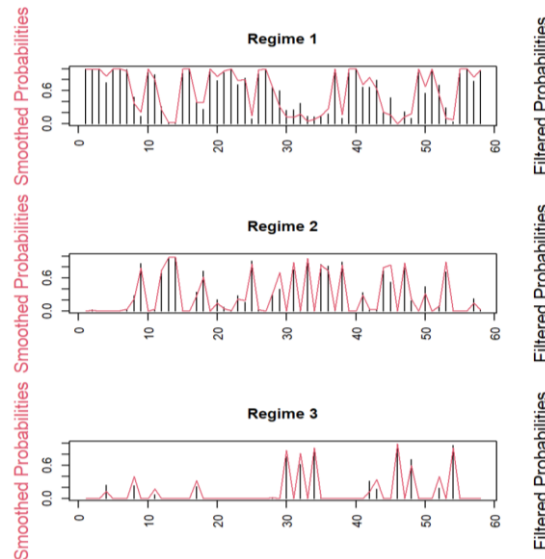 Regime 1
Smoothed Probabilities
Filtered Probabilities
0.0 0.6
0 10 20 30 40 50 60
Regime 2
Smoothed Probabilities
Filtered Probabilities
0.0 0.6
0 10 20 30 40 50 60
Regime 3
Smoothed Probabilities
Filtered Probabilities
0.0 0.6
0 10 20 30 40 50 60